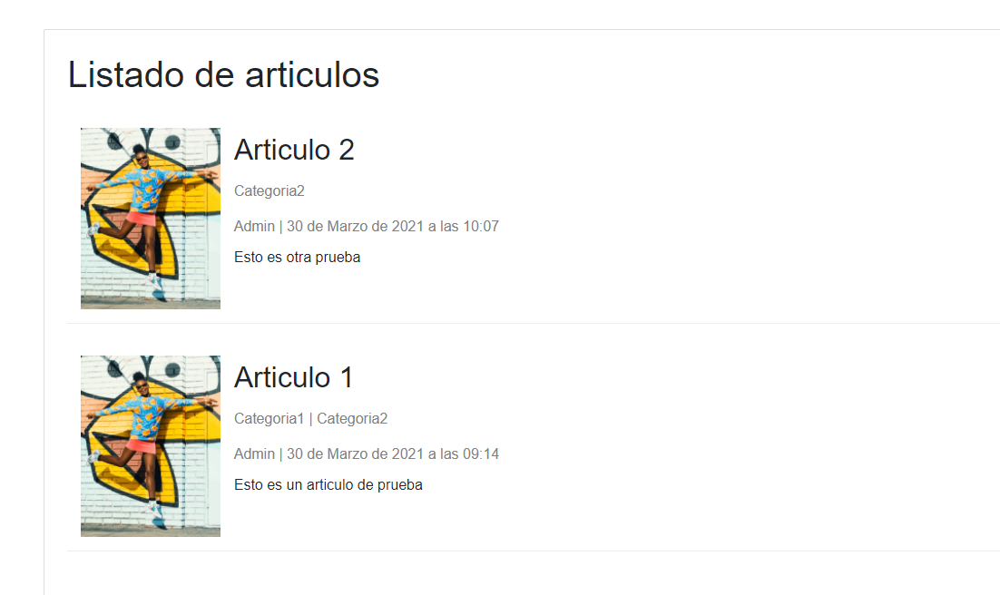 Listado de articulos
Articulo 2
Categoria2
Admin | 30 de Marzo de 2021 a las 10:07
Esto es otra prueba
Articulo 1
Categoria1 | Categoria2
Admin | 30 de Marzo de 2021 a las 09:14
Esto es un articulo de prueba